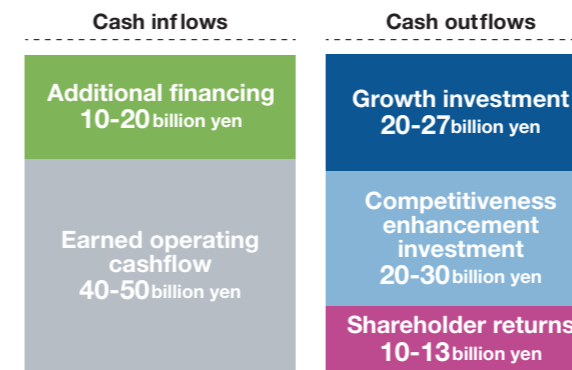 Cash inflows
Additional financing
10-20 billion yen
Earned operating
cashflow
40-50 billion yen
Cash outflows
Growth investment
20-27 billion yen
Competitiveness
enhancement
investment
20-30 billion yen
Shareholder returns
10-13 billion yen